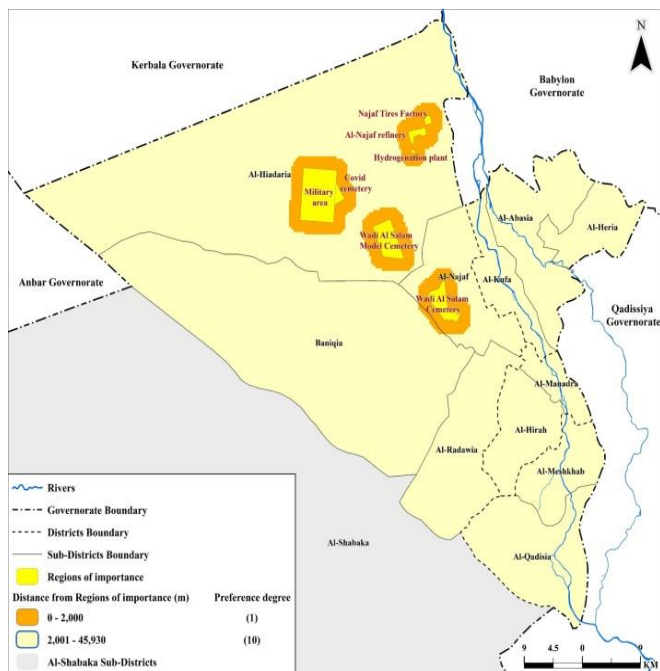 N
Kerbala Governorate
Babylon
Governorate
Najaf Tires Factory
Al-Najaf refinery
Hydrogenation plant
Al-Hiadaria
Covid
cemetery
Military
area
Al-Abasia
Al-Heria
Wadi Al Salam
Model Cemetery
Anbar Governorate
Al-Najaf
Al-Kufa
Wadi Al Salam
Cemetery
Qadissiya
Governorate
Baniqia
Al-Manadra
Al-Hirah
Al-Radawia
Al-Meshkhab
Al-Shabaka
Al-Qadisia
Rivers
Governorate Boundary
Districts Boundary
Sub-Districts Boundary
Regions of importance
Distance from Regions of importance (m) Preference degree
0 - 2,000 (1)
2,001 - 45,930 (10)
Al-Shabaka Sub-Districts
9 4.5 0 9
KM